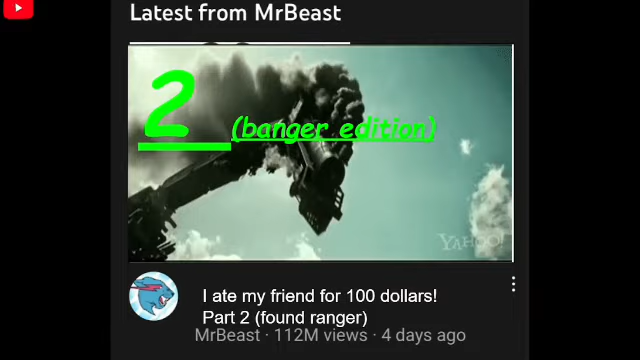 Latest from MrBeast
2 (banger edition)
YAHOO!
I ate my friend for 100 dollars!
Part 2 (found ranger)
MrBeast · 112M views · 4 days ago